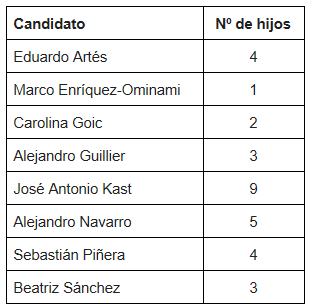 Candidato Nº de hijos
Eduardo Artés 4
Marco Enríquez-Ominami 1
Carolina Goic 2
Alejandro Guillier 3
José Antonio Kast 9
Alejandro Navarro 5
Sebastián Piñera 4
Beatriz Sánchez 3